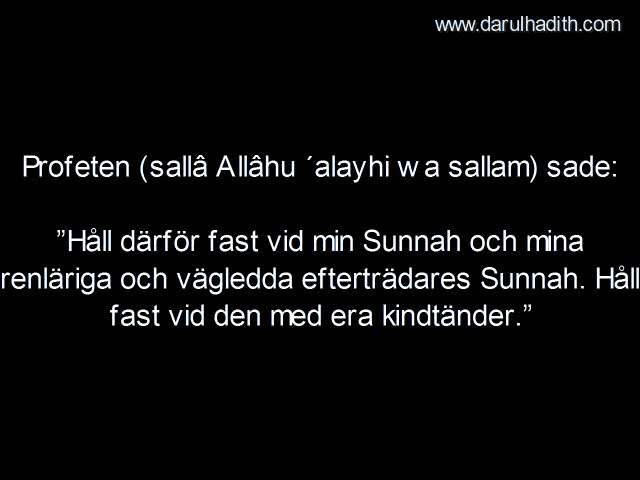 www.darulhadith.com
Profeten (sallâ Allâhu ´alayhi wa sallam) sade:
”Håll därför fast vid min Sunnah och mina
renläriga och vägledda efterträdares Sunnah. Håll
fast vid den med era kindtänder.”